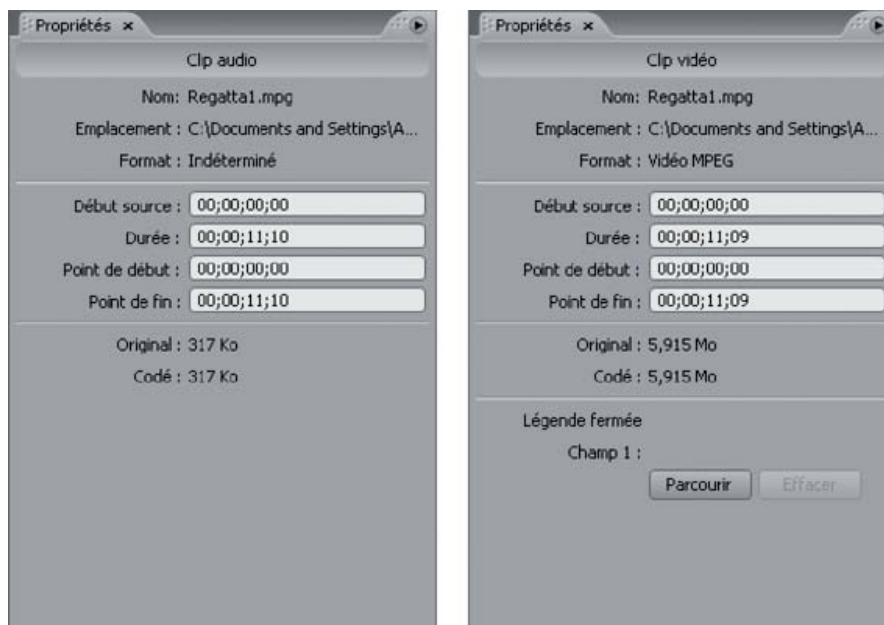 Propriétés ×
Clip audio
Nom: Regatta1.mpg
Emplacement : C:\Documents and Settings\A...
Format : Indéterminé
Début source : 00;00;00;00
Durée : 00;00;11;10
Point de début : 00;00;00;00
Point de fin : 00;00;11;10
Original : 317 Ko
Codé : 317 Ko
Propriétés ×
Clip vidéo
Nom: Regatta1.mpg
Emplacement : C:\Documents and Settings\A...
Format : Vidéo MPEG
Début source : 00;00;00;00
Durée : 00;00;11;09
Point de début : 00;00;00;00
Point de fin : 00;00;11;09
Original : 5,915 Mo
Codé : 5,915 Mo
Légende fermée
Champ 1 :
Parcourir Effacer